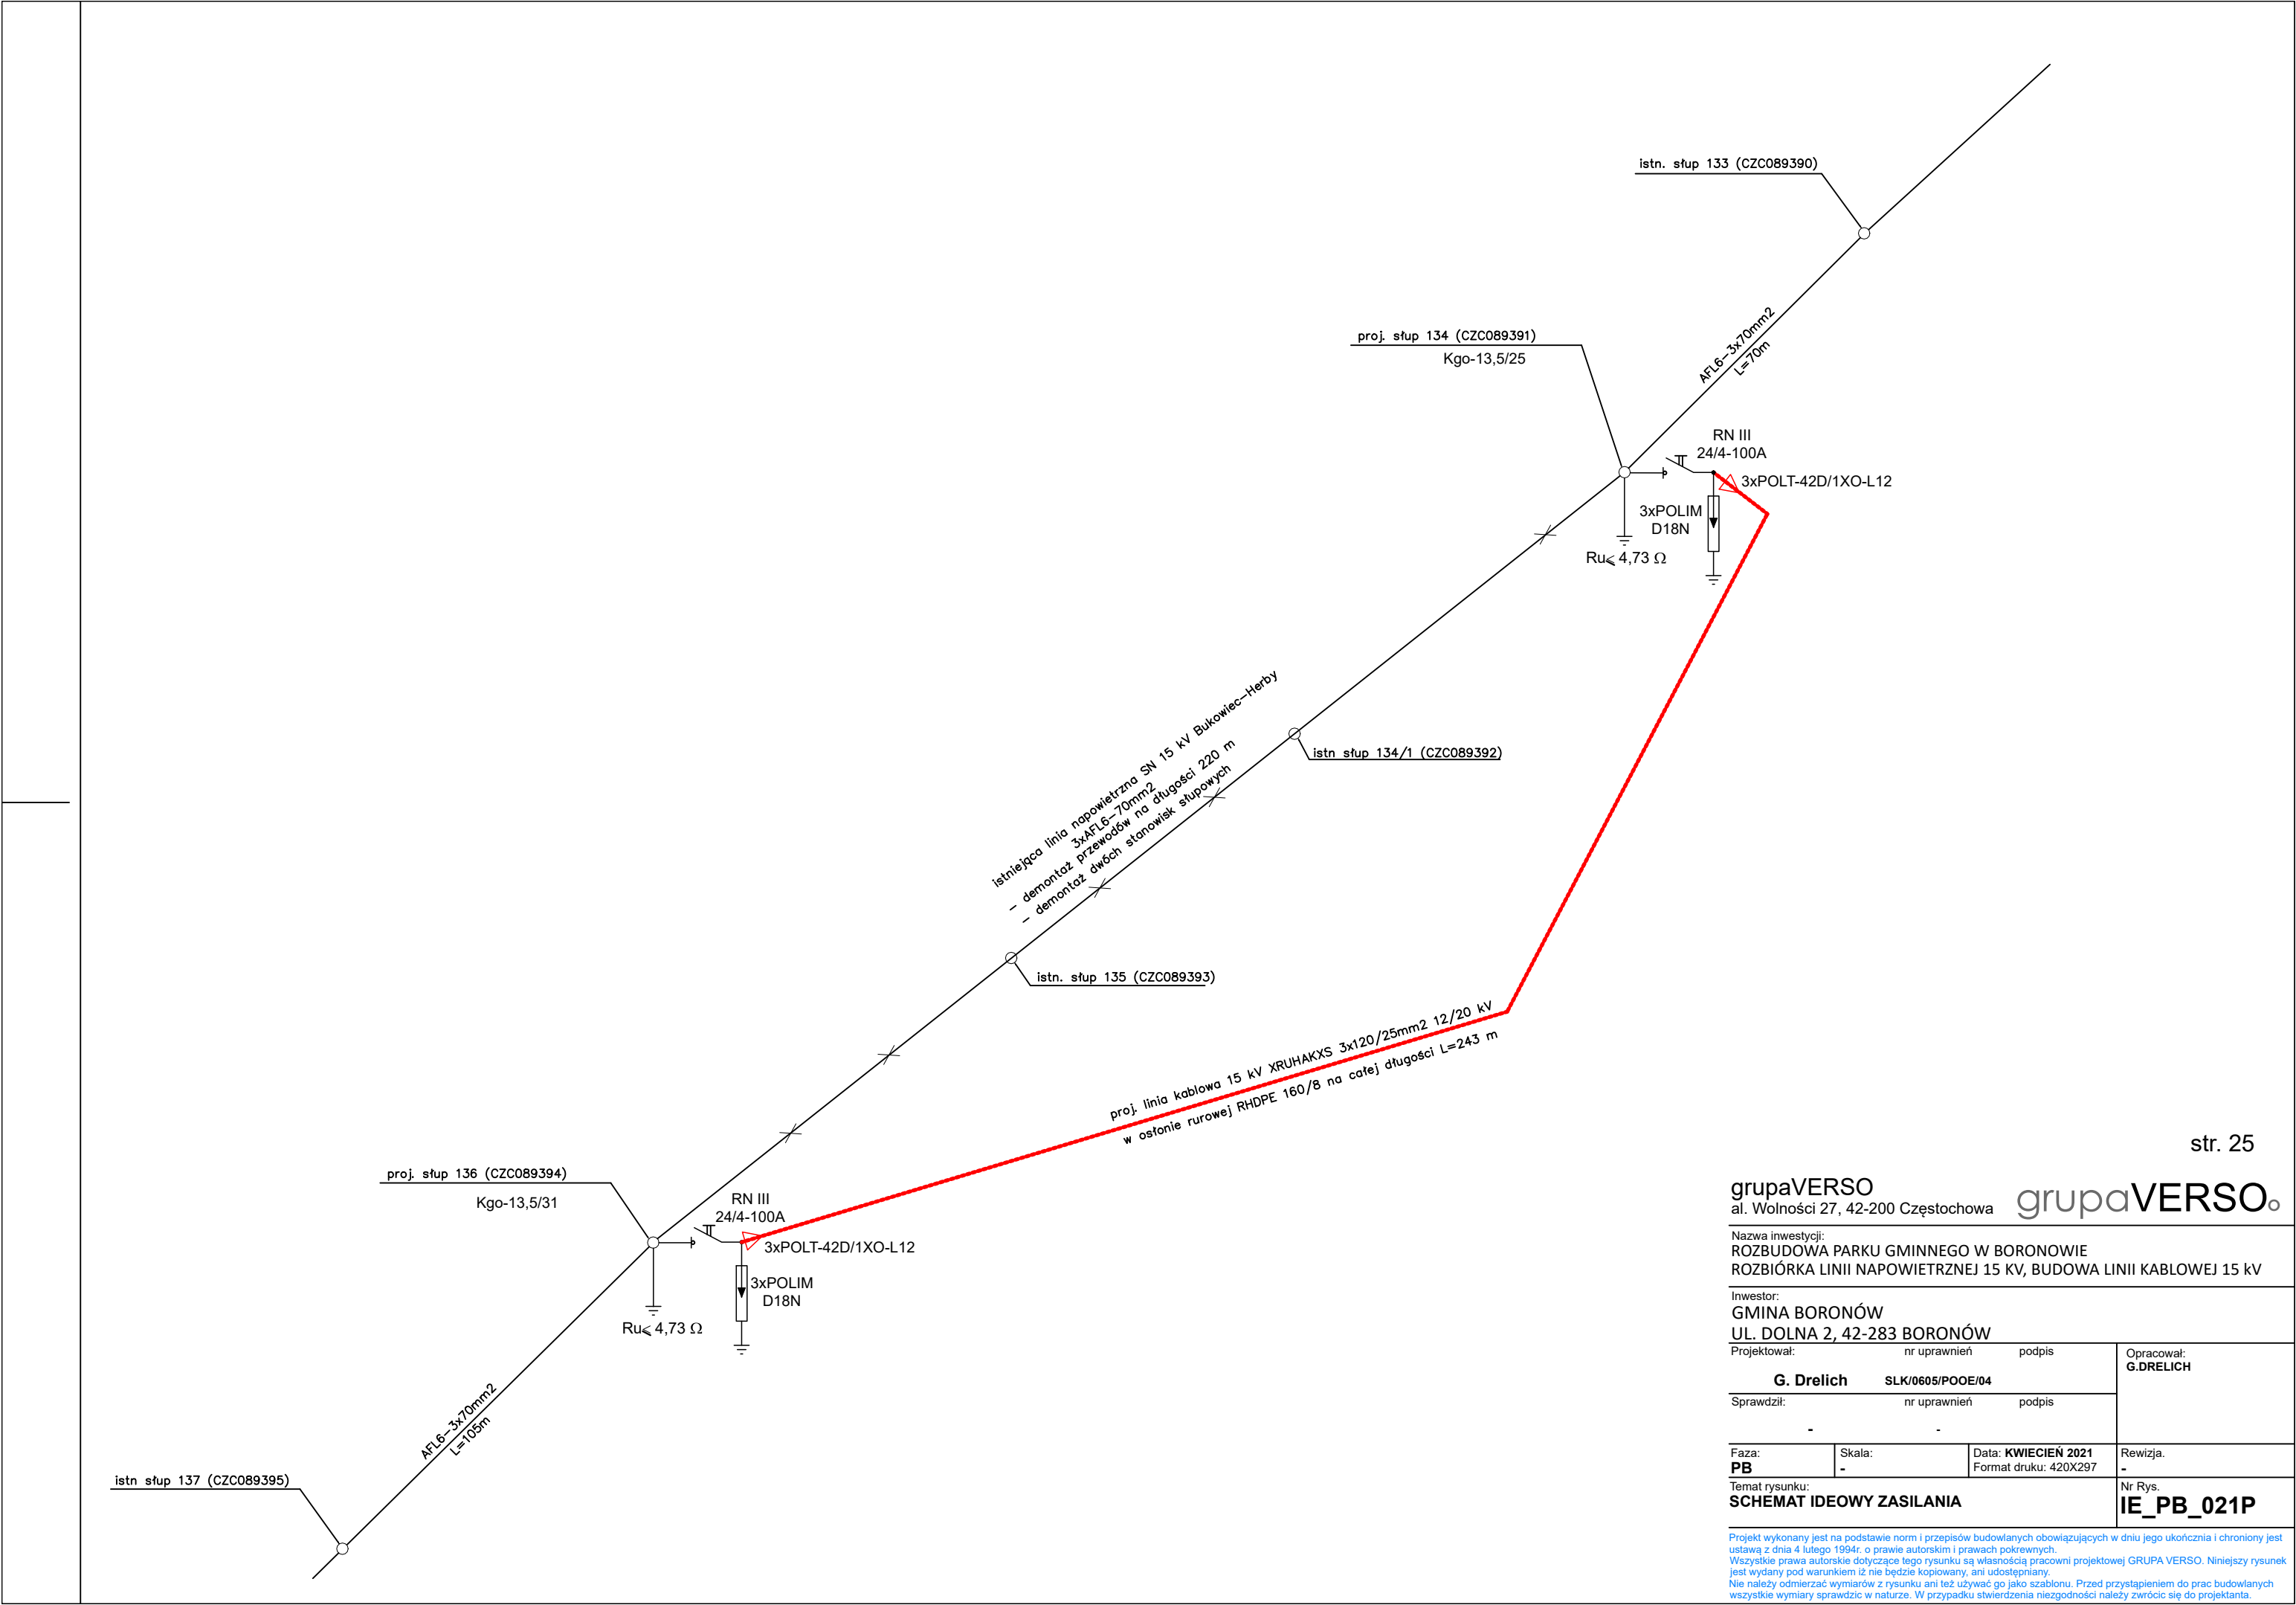 istn. słup 133 (CZC089390)
AFL6-3x70mm2
L=70m
proj. słup 134 (CZC089391)
Kgo-13,5/25
RN III
24/4-100A
3xPOLT-42D/1XO-L12
3xPOLIM
D18N
Ru⩽ 4,73 Ω
istniejąca linia napowietrzna SN 15 kV Bukowiec-Herby
3xAFL6-70mm2
- demontaż przewodów na długości 220 m
- demontaż dwóch stanowisk słupowych
istn słup 134/1 (CZC089392)
istn. słup 135 (CZC089393)
proj. linia kablowa 15 kV XRUHAKXS 3x120/25mm2 12/20 kV
w osłonie rurowej RHDPE 160/8 na całej długości L=243 m
proj. słup 136 (CZC089394)
Kgo-13,5/31
RN III
24/4-100A
3xPOLT-42D/1XO-L12
3xPOLIM
D18N
Ru⩽ 4,73 Ω
AFL6-3x70mm2
L=105m
istn słup 137 (CZC089395)
str. 25
grupaVERSO
al. Wolności 27, 42-200 Częstochowa
grupaVERSO
Nazwa inwestycji:
ROZBUDOWA PARKU GMINNEGO W BORONOWIE
ROZBIÓRKA LINII NAPOWIETRZNEJ 15 KV, BUDOWA LINII KABLOWEJ 15 kV
Inwestor:
GMINA BORONÓW
UL. DOLNA 2, 42-283 BORONÓW
Projektował: nr uprawnień podpis
G. Drelich SLK/0605/POOE/04
Opracował:
G.DRELICH
Sprawdził: nr uprawnień podpis
- -
Faza:
PB
Skala:
-
Data: KWIECIEŃ 2021
Format druku: 420X297
Rewizja.
-
Temat rysunku:
SCHEMAT IDEOWY ZASILANIA
Nr Rys.
IE_PB_021P
Projekt wykonany jest na podstawie norm i przepisów budowlanych obowiązujących w dniu jego ukończnia i chroniony jest
ustawą z dnia 4 lutego 1994r. o prawie autorskim i prawach pokrewnych.
Wszystkie prawa autorskie dotyczące tego rysunku są własnością pracowni projektowej GRUPA VERSO. Niniejszy rysunek
jest wydany pod warunkiem iż nie będzie kopiowany, ani udostępniany.
Nie należy odmierzać wymiarów z rysunku ani też używać go jako szablonu. Przed przystąpieniem do prac budowlanych
wszystkie wymiary sprawdzic w naturze. W przypadku stwierdzenia niezgodności należy zwrócic się do projektanta.